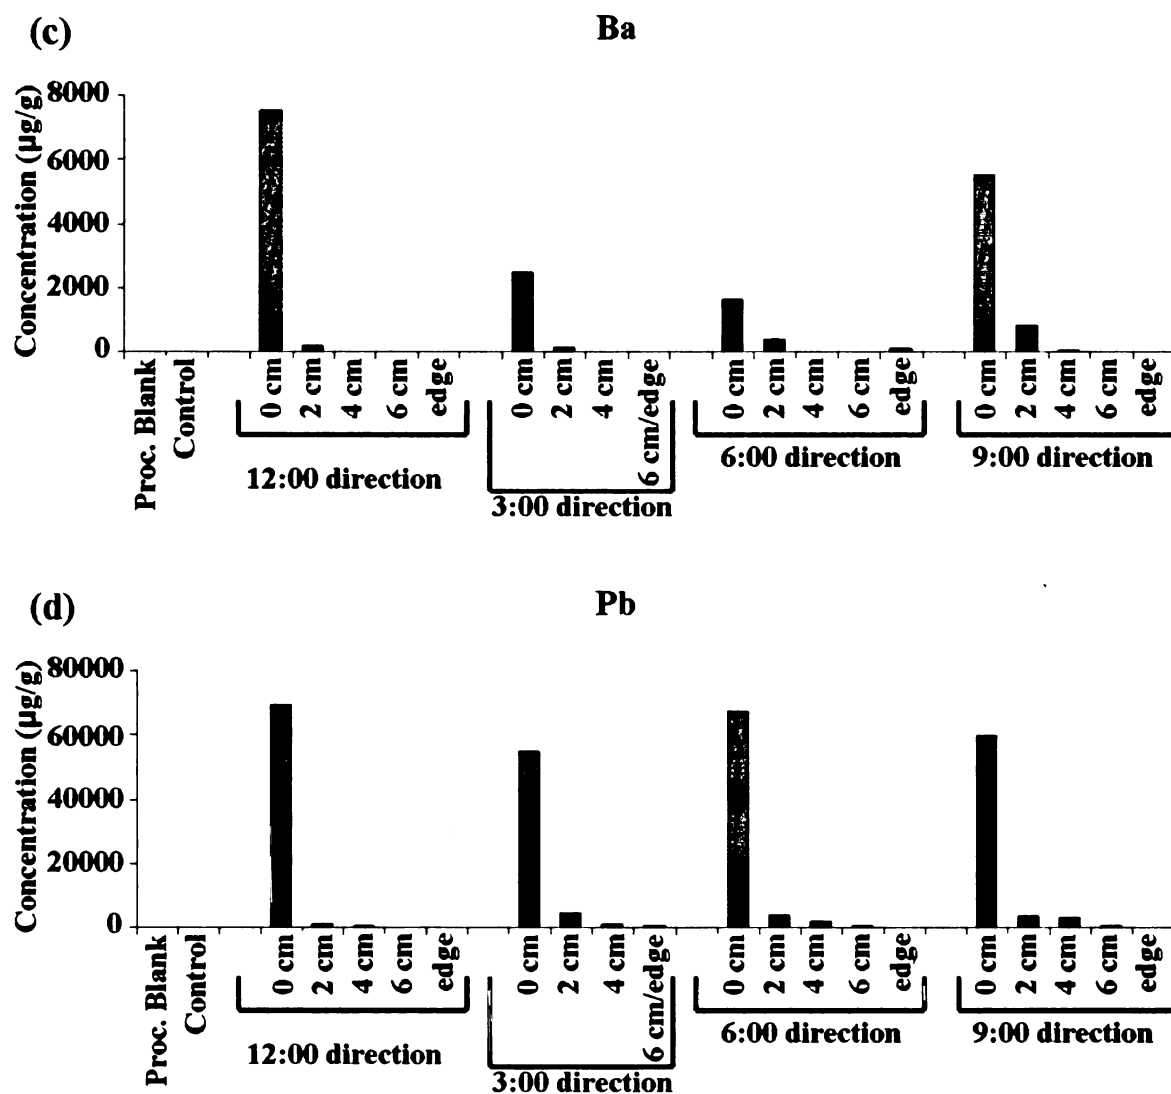 (c)
Ba
Concentration (µg/g)
8000
6000
4000
2000
0
Proc. Blank
Control
0 cm
2 cm
4 cm
6 cm
edge
0 cm
2 cm
4 cm
6 cm/edge
0 cm
2 cm
4 cm
6 cm
edge
0 cm
2 cm
4 cm
6 cm
edge
12:00 direction
3:00 direction
6:00 direction
9:00 direction
(d)
Pb
Concentration (µg/g)
80000
60000
40000
20000
0
Proc. Blank
Control
0 cm
2 cm
4 cm
6 cm
edge
0 cm
2 cm
4 cm
6 cm/edge
0 cm
2 cm
4 cm
6 cm
edge
0 cm
2 cm
4 cm
6 cm
edge
12:00 direction
3:00 direction
6:00 direction
9:00 direction